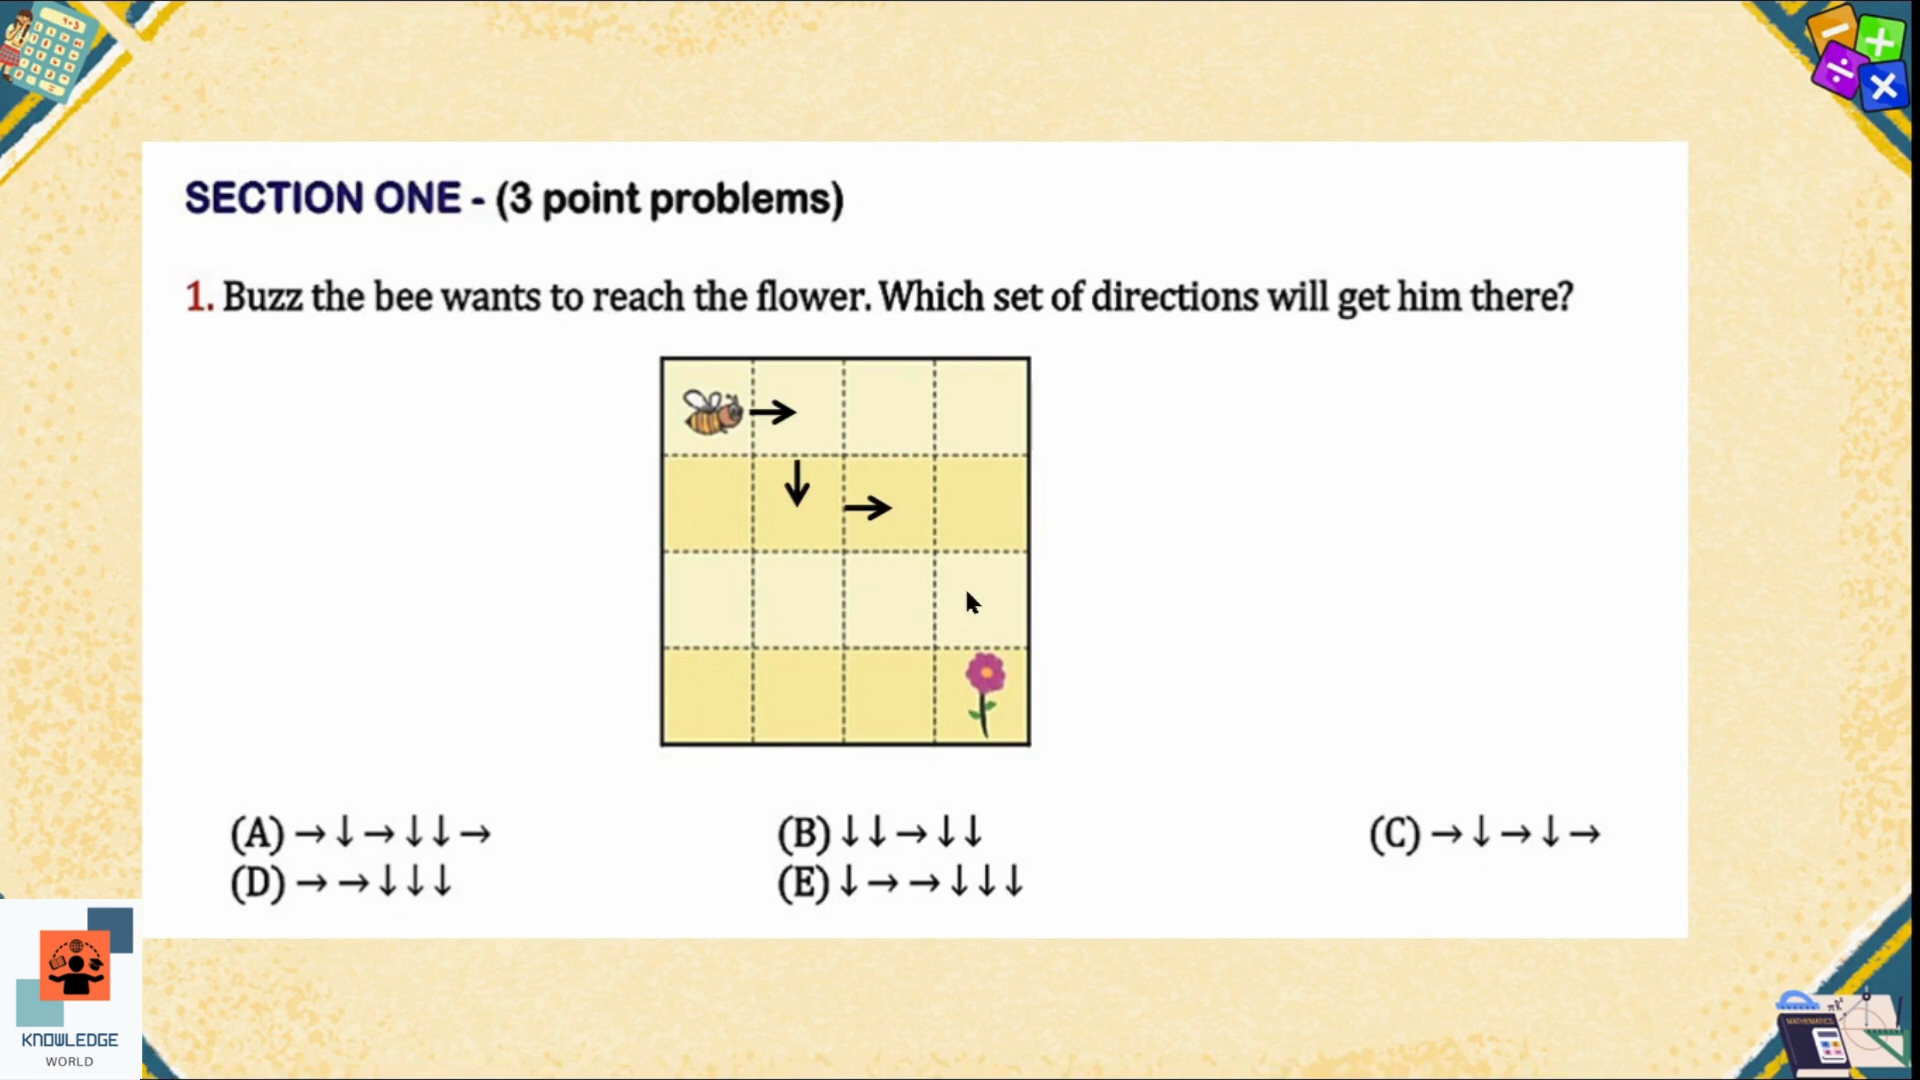 SECTION ONE - (3 point problems)
1. Buzz the bee wants to reach the flower. Which set of directions will get him there?
(A) → ↓ → ↓ ↓ → (B) ↓ ↓ → ↓ ↓ (C) → ↓ → ↓ →
(D) → → ↓ ↓ ↓ (E) ↓ → → ↓ ↓ ↓
KNOWLEDGE
WORLD
MATHEMATICS